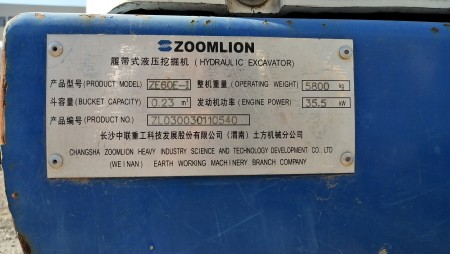 ZOOMLION
履带式液压挖掘机 (HYDRAULIC EXCAVATOR)
产品型号(PRODUCT MODEL) ZE60E-1 整机重量(OPERATING WEIGHT) 5800 kg
斗容量(BUCKET CAPACITY) 0.23 m³ 发动机功率(ENGINE POWER) 35.5 kW
产品编号(PRODUCT NO.) ZL030030110540
长沙中联重工科技发展股份有限公司 (渭南) 土方机械分公司
CHANGSHA ZOOMLION HEAVY INDUSTRY SCIENCE AND TECHNOLOGY DEVELOPMENT CO., LTD
(WEINAN) EARTH WORKING MACHINERY BRANCH COMPANY